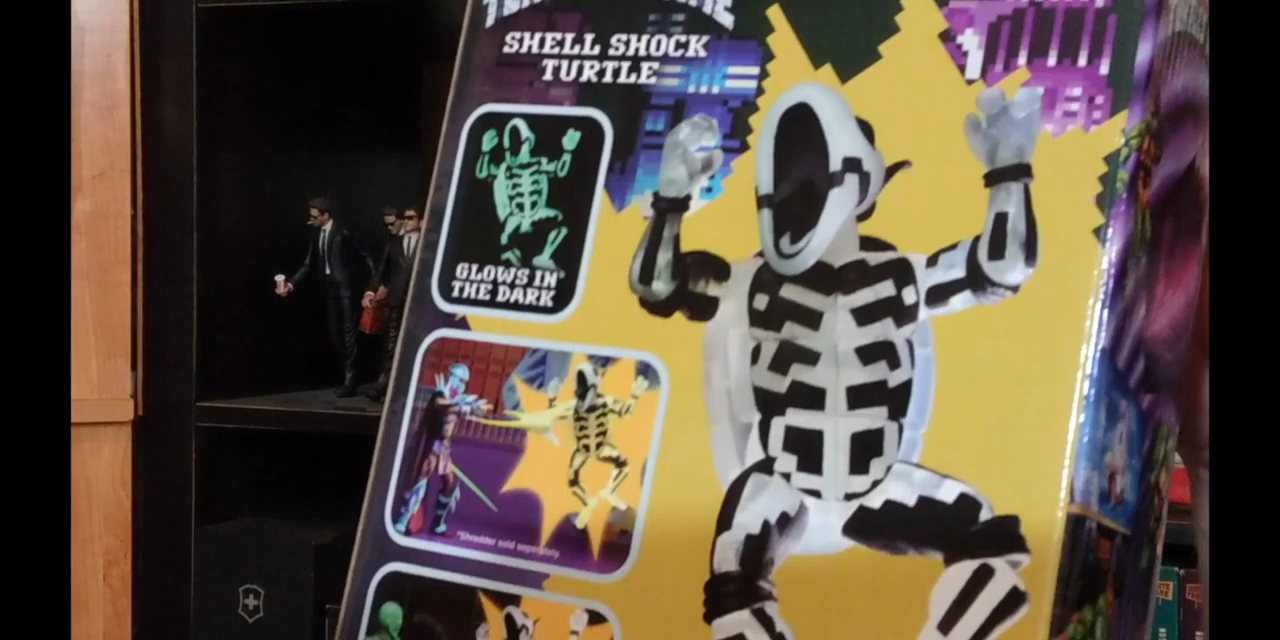 SHELL SHOCK
TURTLE
GLOWS IN
THE DARK
*Shredder sold separately.